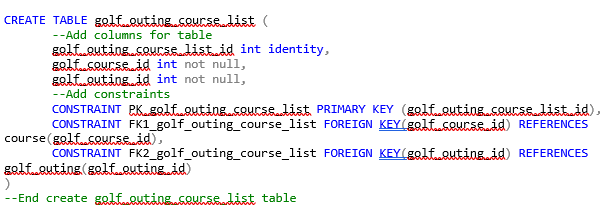 CREATE TABLE golf_outing_course_list (
--Add columns for table
golf_outing_course_list_id int identity,
golf_course_id int not null,
golf_outing_id int not null,
--Add constraints
CONSTRAINT PK_golf_outing_course_list PRIMARY KEY (golf_outing_course_list_id),
CONSTRAINT FK1_golf_outing_course_list FOREIGN KEY(golf_course_id) REFERENCES
course(golf_course_id),
CONSTRAINT FK2_golf_outing_course_list FOREIGN KEY(golf_outing_id) REFERENCES
golf_outing(golf_outing_id)
)
--End create golf_outing_course_list table